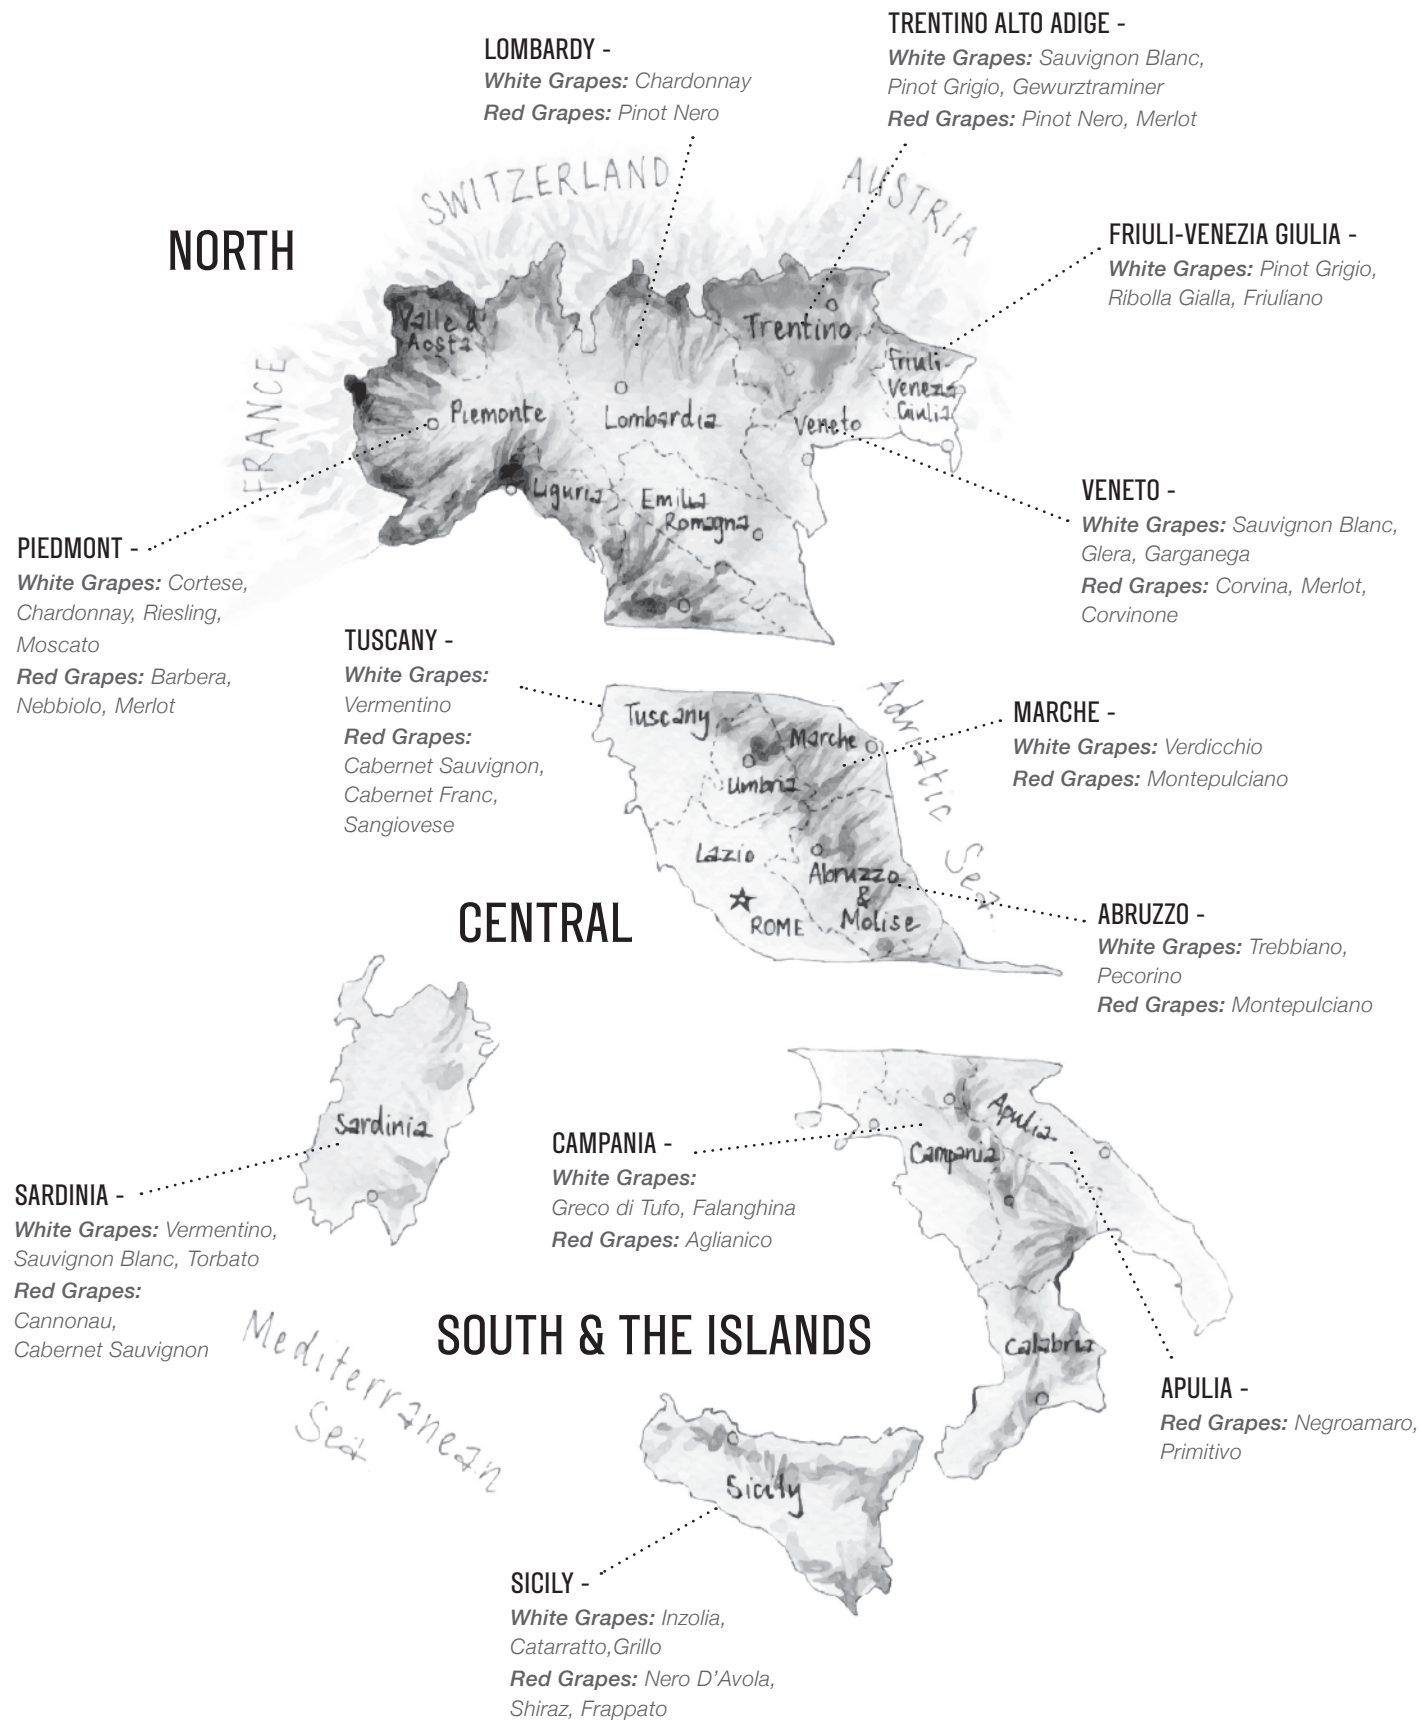 LOMBARDY -
White Grapes: Chardonnay
Red Grapes: Pinot Nero
TRENTINO ALTO ADIGE -
White Grapes: Sauvignon Blanc,
Pinot Grigio, Gewurztraminer
Red Grapes: Pinot Nero, Merlot
SWITZERLAND
AUSTRIA
NORTH
FRIULI-VENEZIA GIULIA -
White Grapes: Pinot Grigio,
Ribolla Gialla, Friuliano
FRANCE
Valle d'
Aosta
Trentino
Friuli-
Venezia
Giulia
Piemonte
Lombardia
Veneto
Liguria
Emilia
Romagna
VENETO -
White Grapes: Sauvignon Blanc,
Glera, Garganega
Red Grapes: Corvina, Merlot,
Corvinone
PIEDMONT -
White Grapes: Cortese,
Chardonnay, Riesling,
Moscato
Red Grapes: Barbera,
Nebbiolo, Merlot
TUSCANY -
White Grapes:
Vermentino
Red Grapes:
Cabernet Sauvignon,
Cabernet Franc,
Sangiovese
Tuscany
Marche
Umbria
Lazio
ROME
Abruzzo
&
Molise
Adriatic Sea
MARCHE -
White Grapes: Verdicchio
Red Grapes: Montepulciano
CENTRAL
ABRUZZO -
White Grapes: Trebbiano,
Pecorino
Red Grapes: Montepulciano
Sardinia
SARDINIA -
White Grapes: Vermentino,
Sauvignon Blanc, Torbato
Red Grapes:
Cannonau,
Cabernet Sauvignon
CAMPANIA -
White Grapes:
Greco di Tufo, Falanghina
Red Grapes: Aglianico
Apulia
Campania
Calabria
Mediterranean
Sea
SOUTH & THE ISLANDS
APULIA -
Red Grapes: Negroamaro,
Primitivo
Sicily
SICILY -
White Grapes: Inzolia,
Catarratto,Grillo
Red Grapes: Nero D'Avola,
Shiraz, Frappato